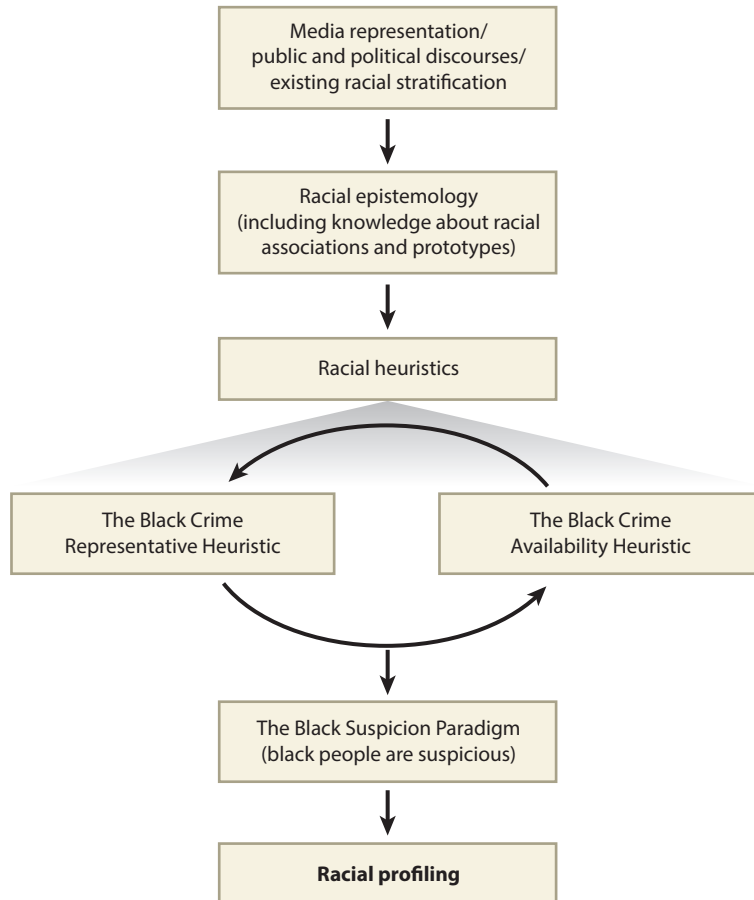 Media representation/
public and political discourses/
existing racial stratification
Racial epistemology
(including knowledge about racial
associations and prototypes)
Racial heuristics
The Black Crime
Representative Heuristic
The Black Crime
Availability Heuristic
The Black Suspicion Paradigm
(black people are suspicious)
Racial profiling